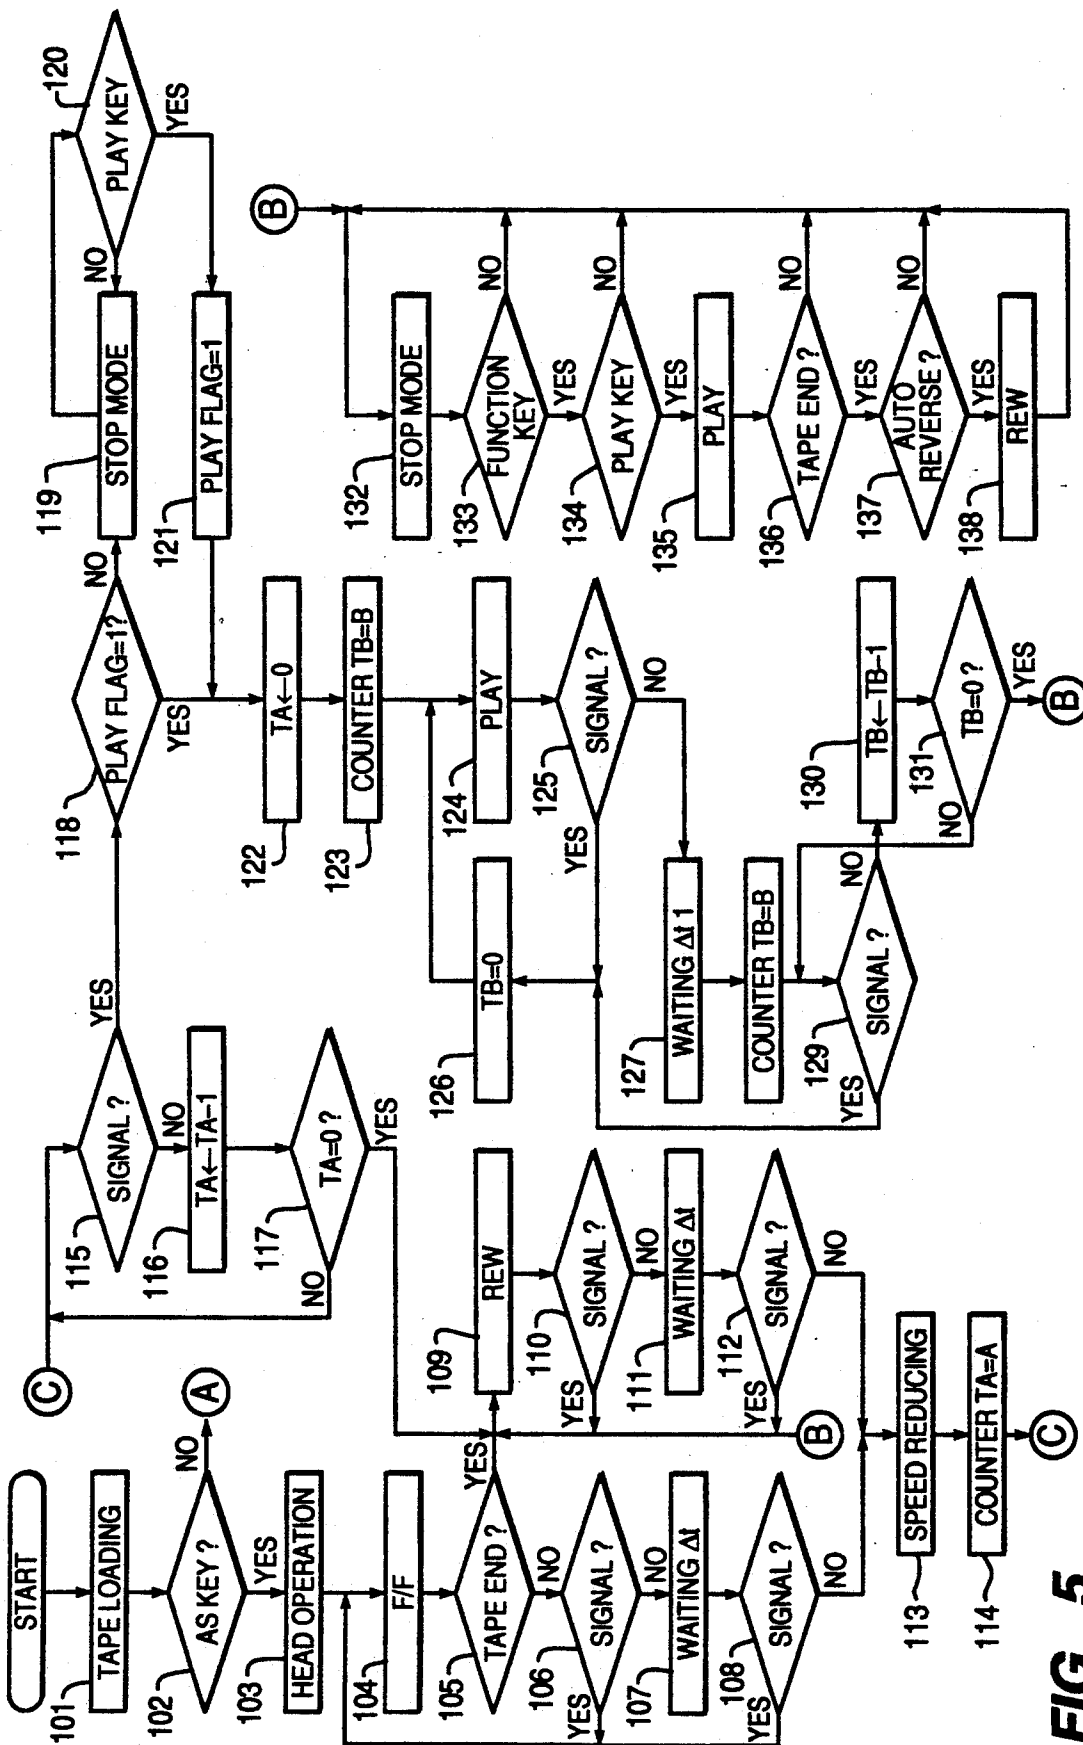 START
101
TAPE LOADING
102
AS KEY ?
NO
A
YES
103
HEAD OPERATION
104
F/F
105
TAPE END ?
YES
NO
106
SIGNAL ?
YES
NO
107
WAITING Δt
108
SIGNAL ?
YES
NO
109
REW
110
SIGNAL ?
YES
NO
111
WAITING Δt
112
SIGNAL ?
YES
NO
B
113
SPEED REDUCING
114
COUNTER TA=A
C
C
115
SIGNAL ?
YES
NO
116
TA←TA-1
117
TA=0 ?
NO
YES
118
PLAY FLAG=1?
NO
YES
119
STOP MODE
120
PLAY KEY
NO
YES
121
PLAY FLAG=1
122
TA←0
123
COUNTER TB=B
124
PLAY
125
SIGNAL ?
YES
NO
126
TB=0
127
WAITING Δt 1
COUNTER TB=B
129
SIGNAL ?
YES
NO
130
TB←TB-1
131
TB=0 ?
NO
YES
B
B
132
STOP MODE
133
FUNCTION
KEY
NO
YES
134
PLAY KEY
NO
YES
135
PLAY
136
TAPE END ?
NO
YES
137
AUTO
REVERSE ?
NO
YES
138
REW
FIG. 5